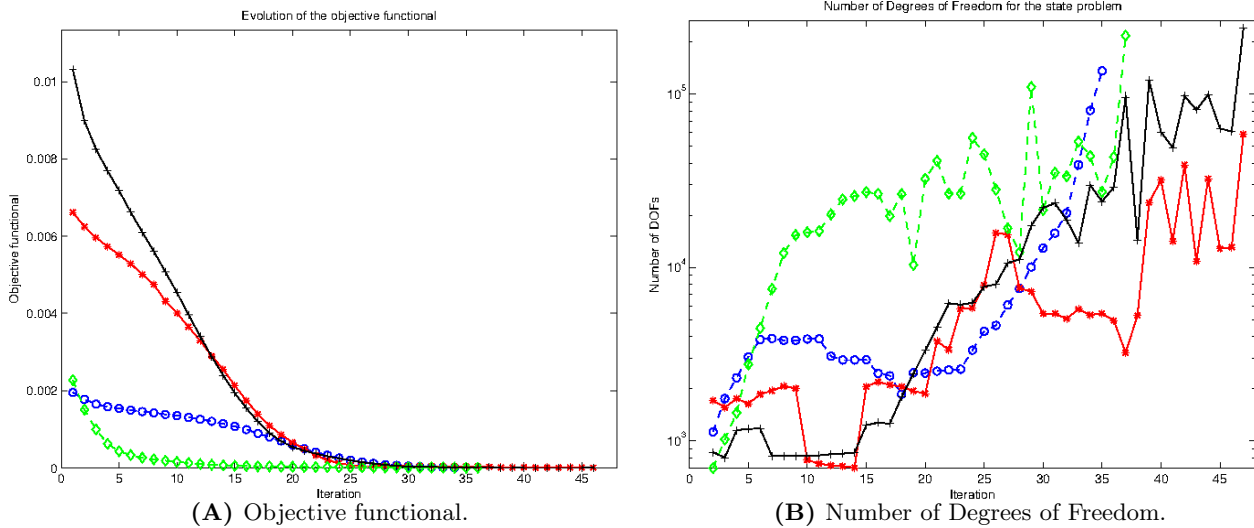 Evolution of the objective functional
Objective functional
0.01
0.008
0.006
0.004
0.002
0
0 5 10 15 20 25 30 35 40 45
Iteration
(A) Objective functional.
Number of Degrees of Freedom for the state problem
Number of DOFs
10^5
10^4
10^3
0 5 10 15 20 25 30 35 40 45
Iteration
(B) Number of Degrees of Freedom.